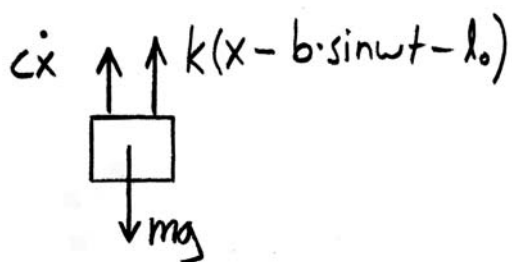 cẋ
k(x - b·sinωt - l₀)
mg